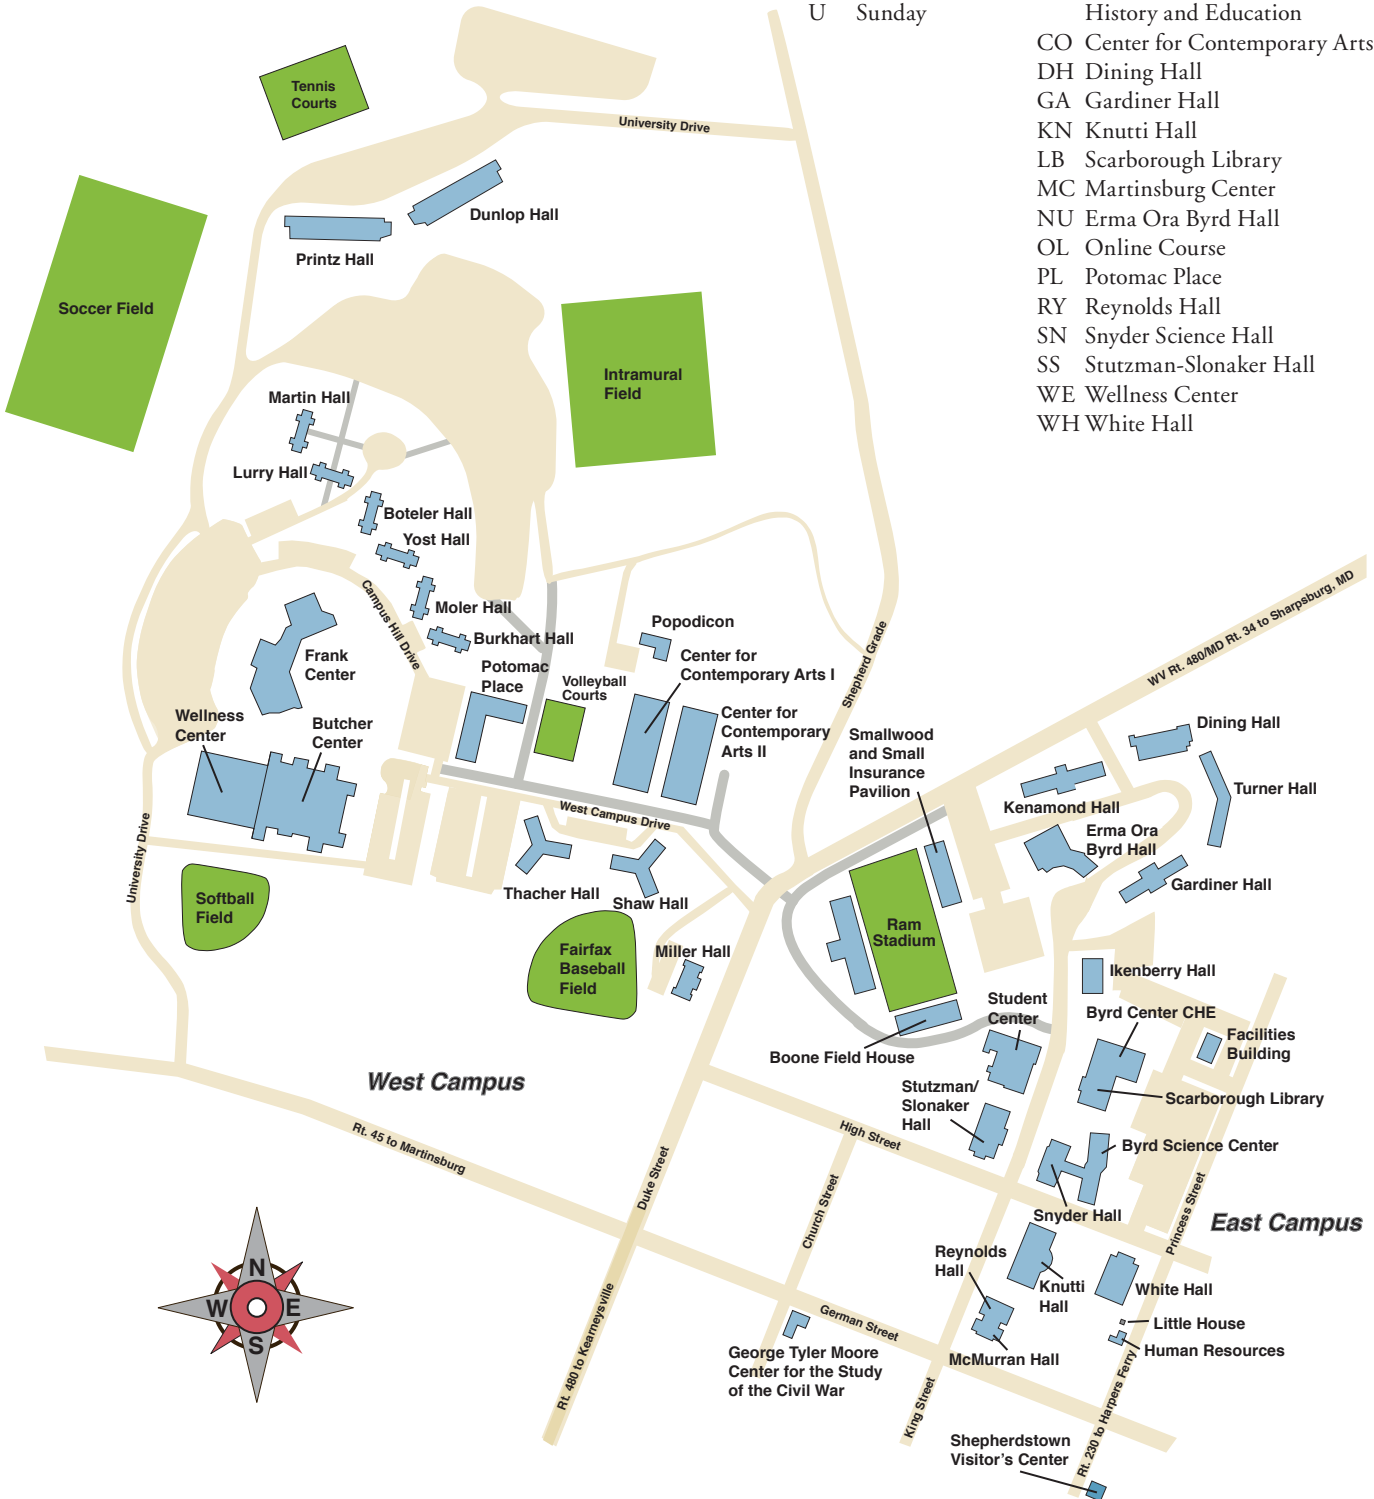 U Sunday
History and Education
CO Center for Contemporary Arts
DH Dining Hall
GA Gardiner Hall
KN Knutti Hall
LB Scarborough Library
MC Martinsburg Center
NU Erma Ora Byrd Hall
OL Online Course
PL Potomac Place
RY Reynolds Hall
SN Snyder Science Hall
SS Stutzman-Slonaker Hall
WE Wellness Center
WH White Hall
Tennis
Courts
University Drive
Dunlop Hall
Printz Hall
Soccer Field
Intramural
Field
Martin Hall
Lurry Hall
Boteler Hall
Yost Hall
Campus Hill Drive
Moler Hall
Burkhart Hall
Frank
Center
Potomac
Place
Volleyball
Courts
Popodicon
Center for
Contemporary Arts I
Center for
Contemporary
Arts II
Shepherd Grade
WV Rt. 480/MD Rt. 34 to Sharpsburg, MD
Wellness
Center
Butcher
Center
Smallwood
and Small
Insurance
Pavilion
Dining Hall
Turner Hall
Kenamond Hall
Erma Ora
Byrd Hall
Gardiner Hall
West Campus Drive
University Drive
Softball
Field
Thacher Hall
Shaw Hall
Fairfax
Baseball
Field
Miller Hall
Ram
Stadium
Ikenberry Hall
Student
Center
Byrd Center CHE
Facilities
Building
Boone Field House
Stutzman/
Slonaker
Hall
Scarborough Library
West Campus
Rt. 45 to Martinsburg
High Street
Byrd Science Center
Duke Street
Church Street
Snyder Hall
Princess Street
East Campus
Reynolds
Hall
Knutti
Hall
White Hall
Little House
Human Resources
German Street
McMurran Hall
George Tyler Moore
Center for the Study
of the Civil War
Rt. 480 to Kearneysville
King Street
Rt. 230 to Harpers Ferry
Shepherdstown
Visitor's Center
N
W E
S